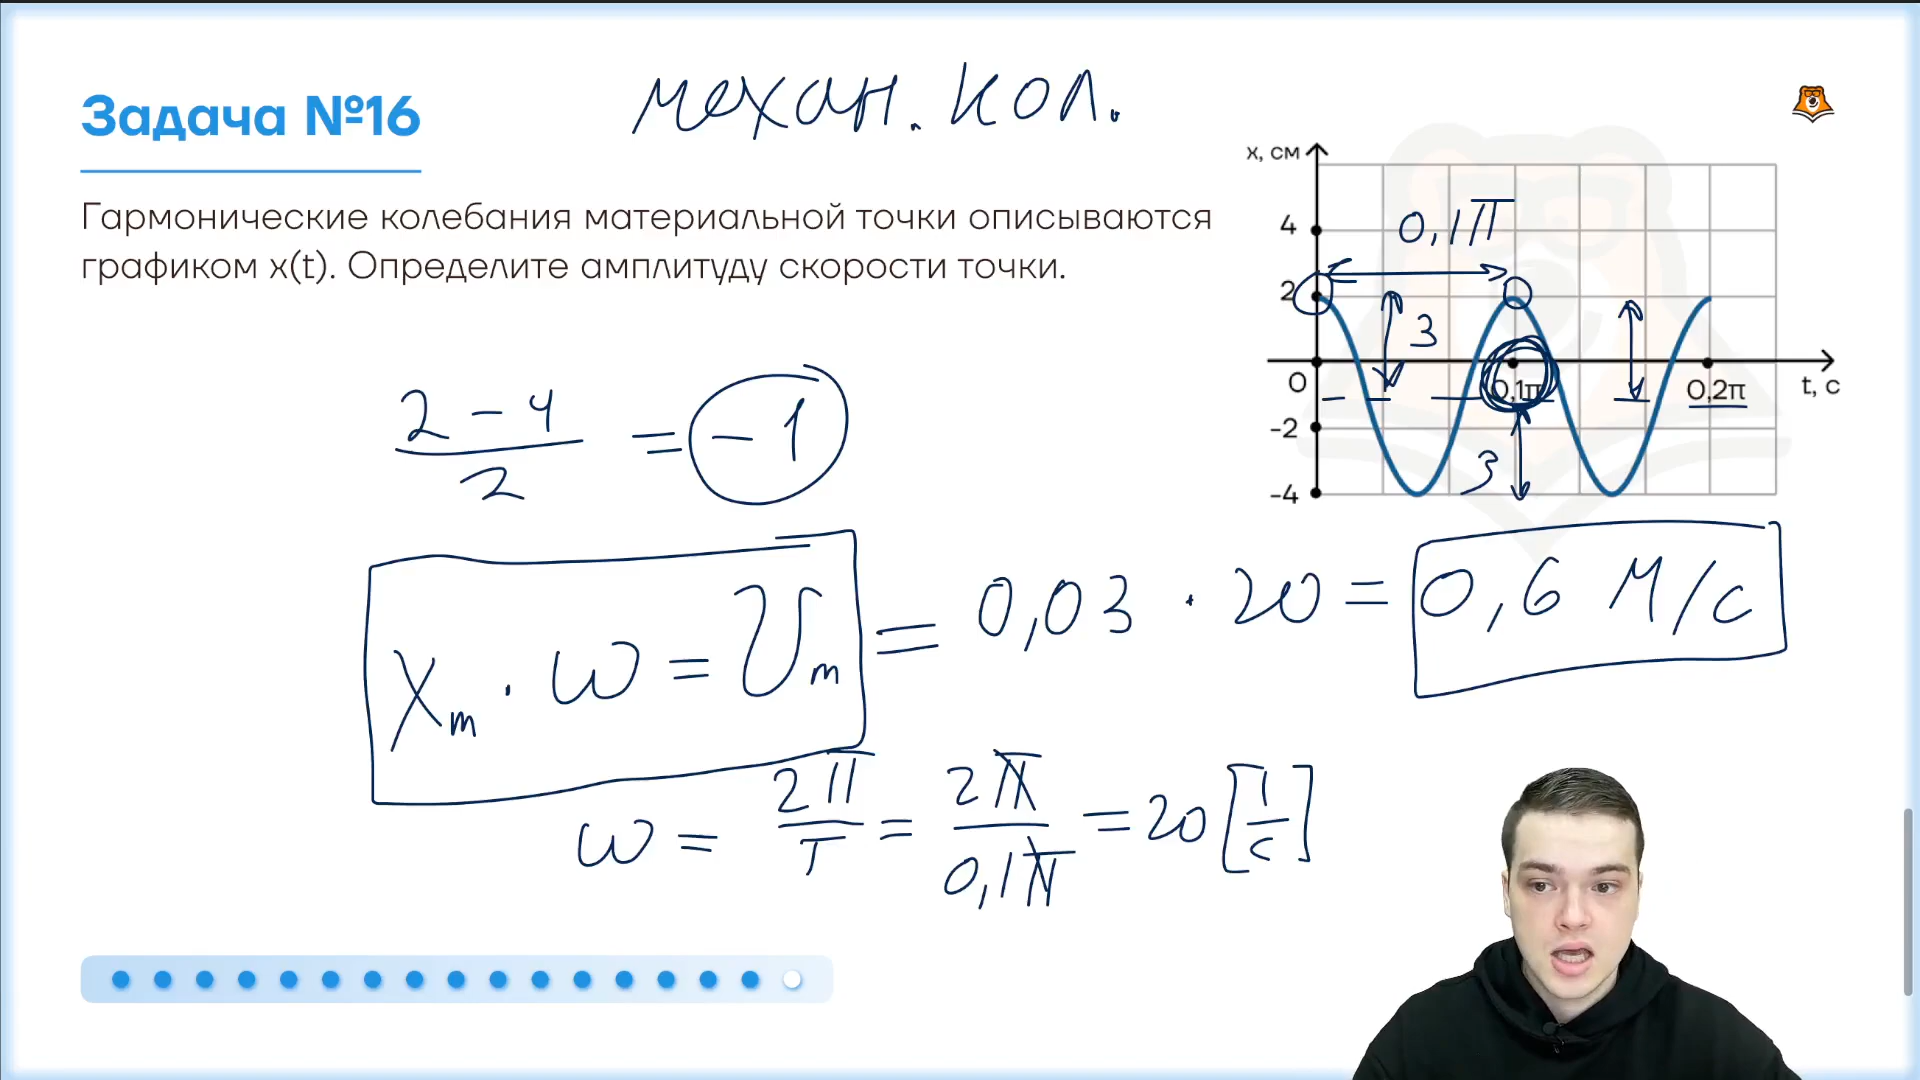 механ. кол.
Задача №16
Гармонические колебания материальной точки описываются
графиком x(t). Определите амплитуду скорости точки.
x, см
4
2
0
-2
-4
0,1π
0,2π
t, с
0,1π
3
3
2 - 4
2
= -1
Xm · ω = υm = 0,03 · 20 = 0,6 М/с
ω = 2π/T = 2π/0,1π = 20 [1/с]